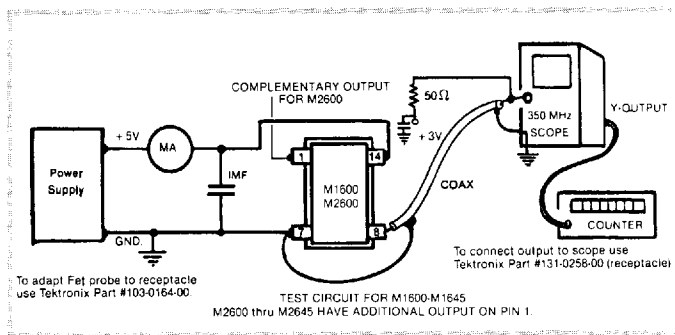 COMPLEMENTARY OUTPUT
FOR M2600
50Ω
350 MHz
SCOPE
Y-OUTPUT
+ 5V
MA
+ 3V
1
14
Power
Supply
IMF
M1600
M2600
COAX
COUNTER
7
8
GND.
To connect output to scope use
Tektronix Part #131-0258-00 (receptacle)
To adapt Fet probe to receptacle
use Tektronix Part #103-0164-00.
TEST CIRCUIT FOR M1600-M1645
M2600 thru M2645 HAVE ADDITIONAL OUTPUT ON PIN 1.